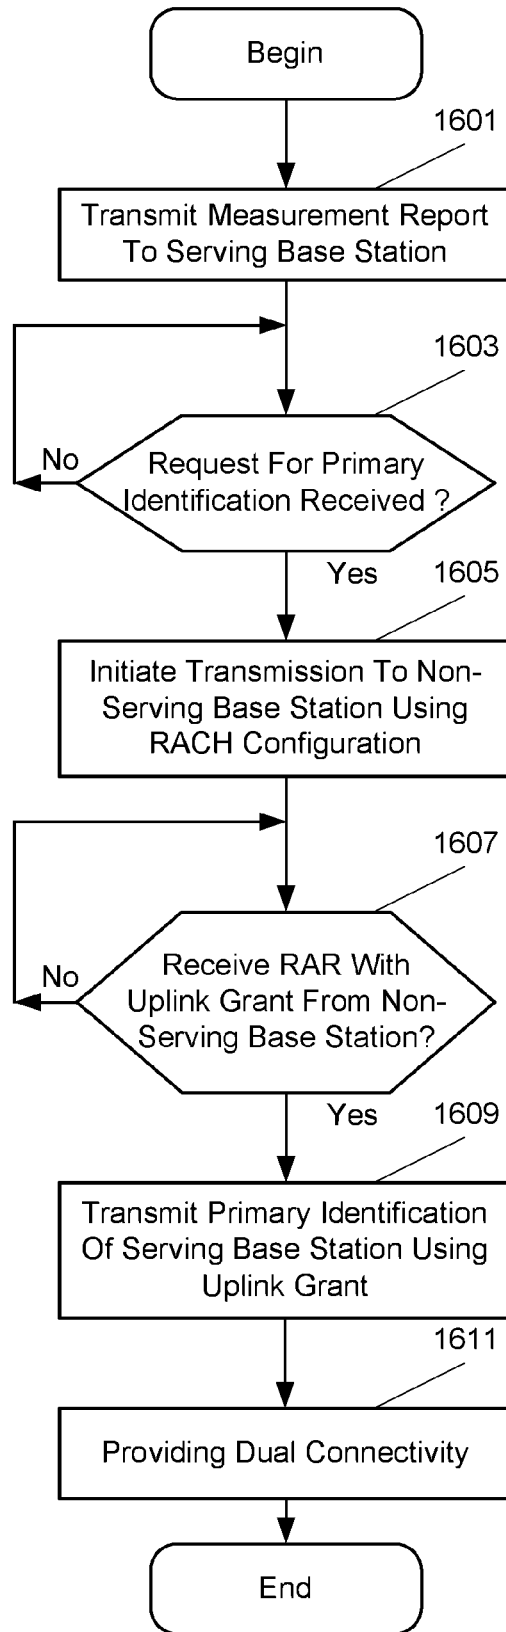 Begin
1601
Transmit Measurement Report
To Serving Base Station
1603
No
Request For Primary
Identification Received ?
Yes
1605
Initiate Transmission To Non-
Serving Base Station Using
RACH Configuration
1607
No
Receive RAR With
Uplink Grant From Non-
Serving Base Station?
Yes
1609
Transmit Primary Identification
Of Serving Base Station Using
Uplink Grant
1611
Providing Dual Connectivity
End